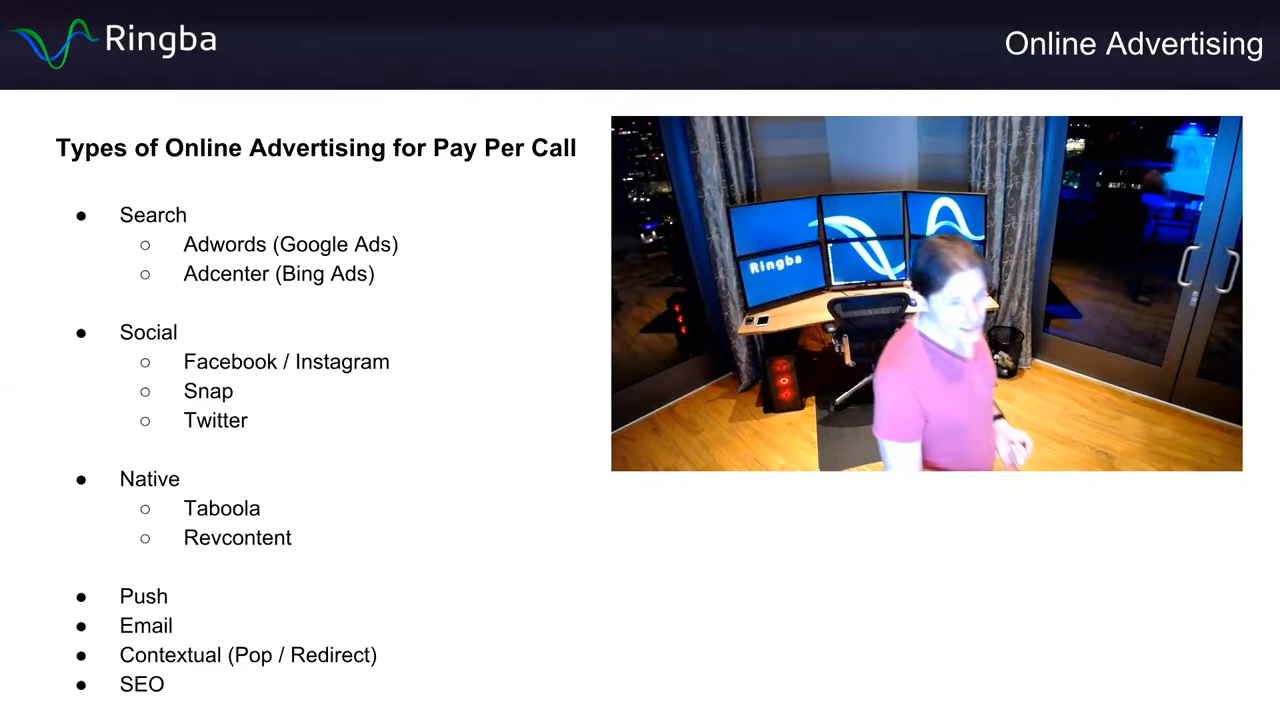 Ringba
Online Advertising
Types of Online Advertising for Pay Per Call
● Search
○ Adwords (Google Ads)
○ Adcenter (Bing Ads)
● Social
○ Facebook / Instagram
○ Snap
○ Twitter
● Native
○ Taboola
○ Revcontent
● Push
● Email
● Contextual (Pop / Redirect)
● SEO
Ringba